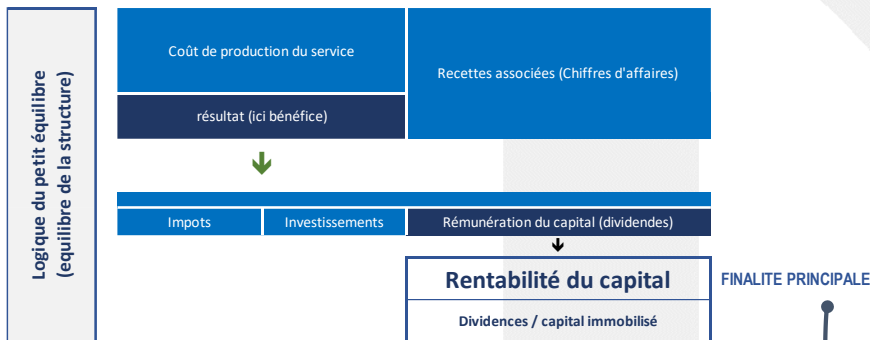 Logique du petit équilibre
(equilibre de la structure)
Coût de production du service
Recettes associées (Chiffres d'affaires)
résultat (ici bénéfice)
Impots
Investissements
Rémunération du capital (dividendes)
Rentabilité du capital
FINALITE PRINCIPALE
Dividences / capital immobilisé